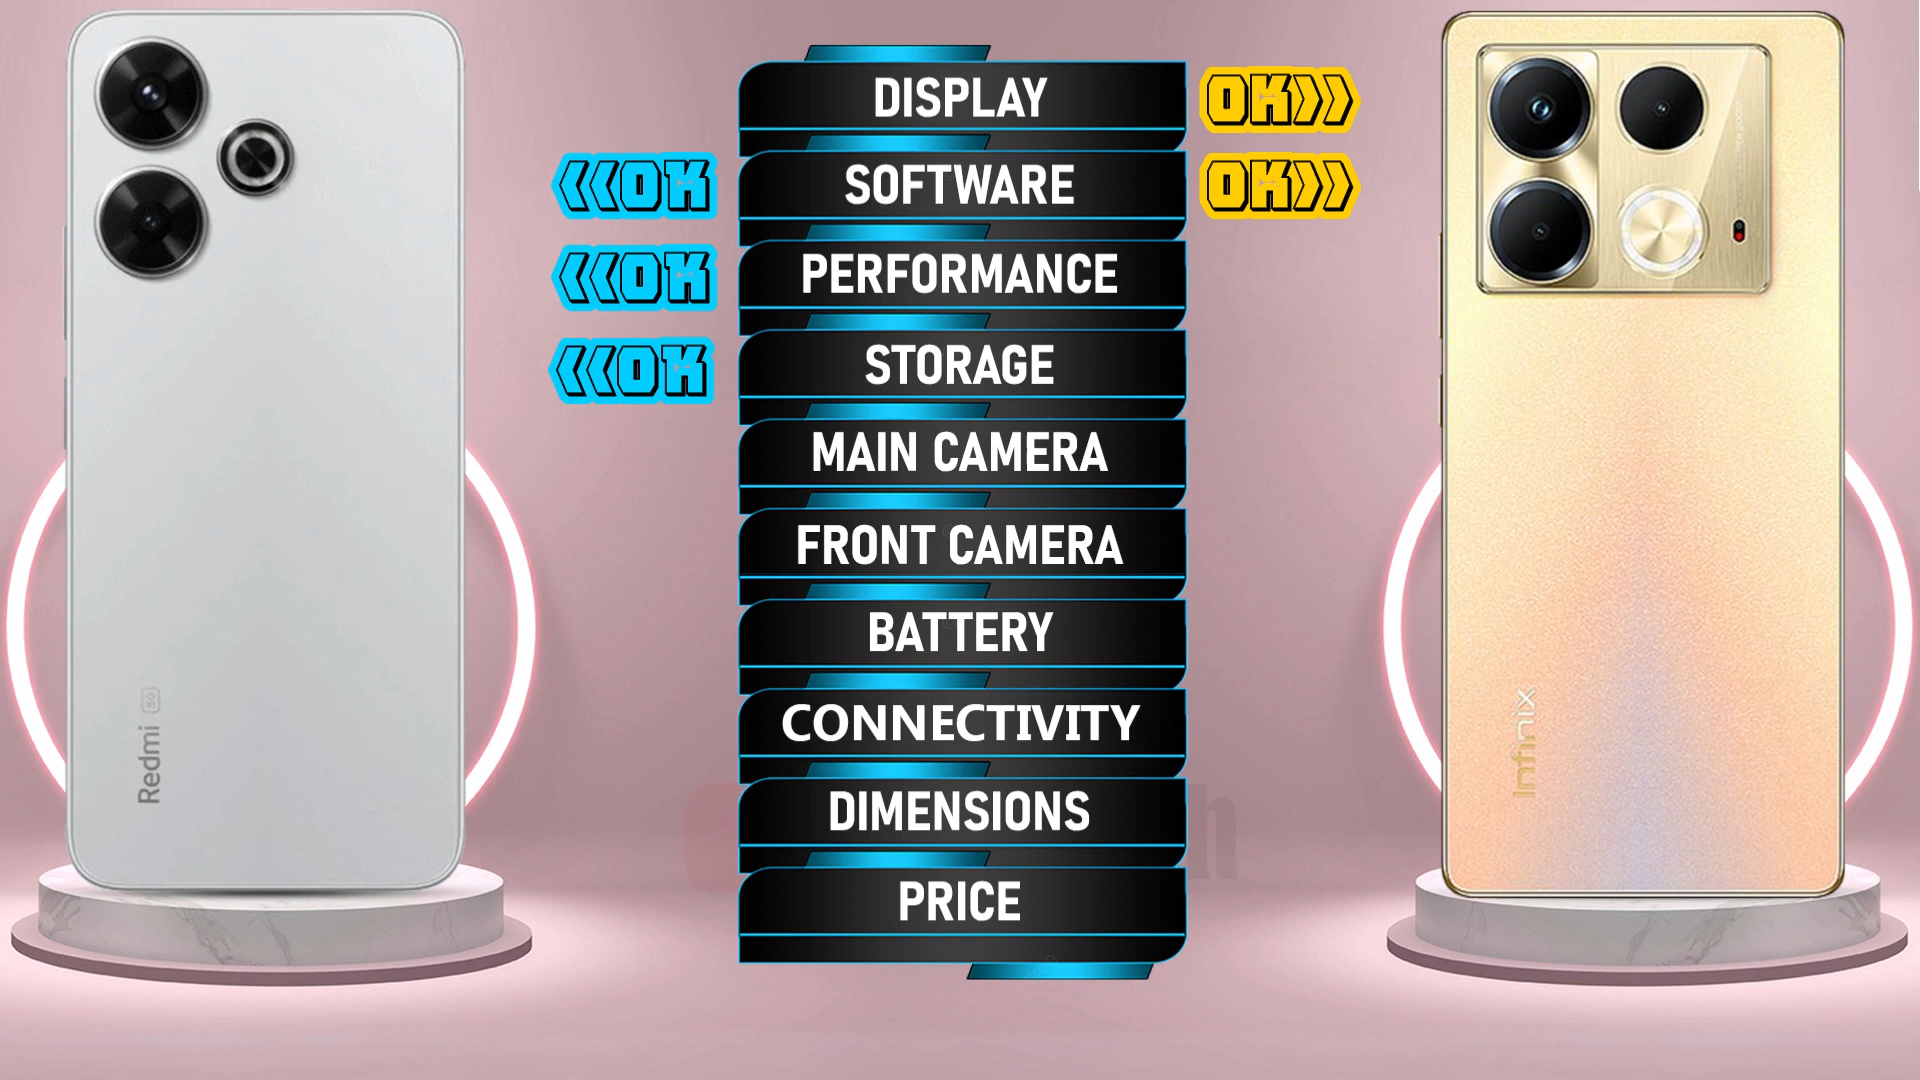 DISPLAY OK>>
<<OK SOFTWARE OK>>
<<OK PERFORMANCE
<<OK STORAGE
MAIN CAMERA
FRONT CAMERA
BATTERY
CONNECTIVITY
DIMENSIONS
PRICE
Redmi 5G
Infinix